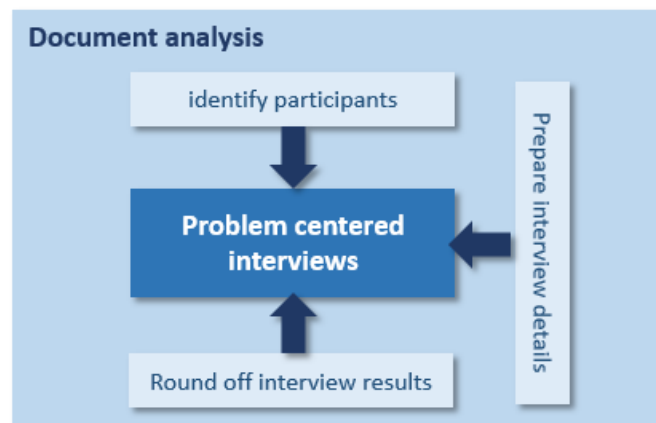 Document analysis
identify participants
Problem centered
interviews
Prepare interview details
Round off interview results